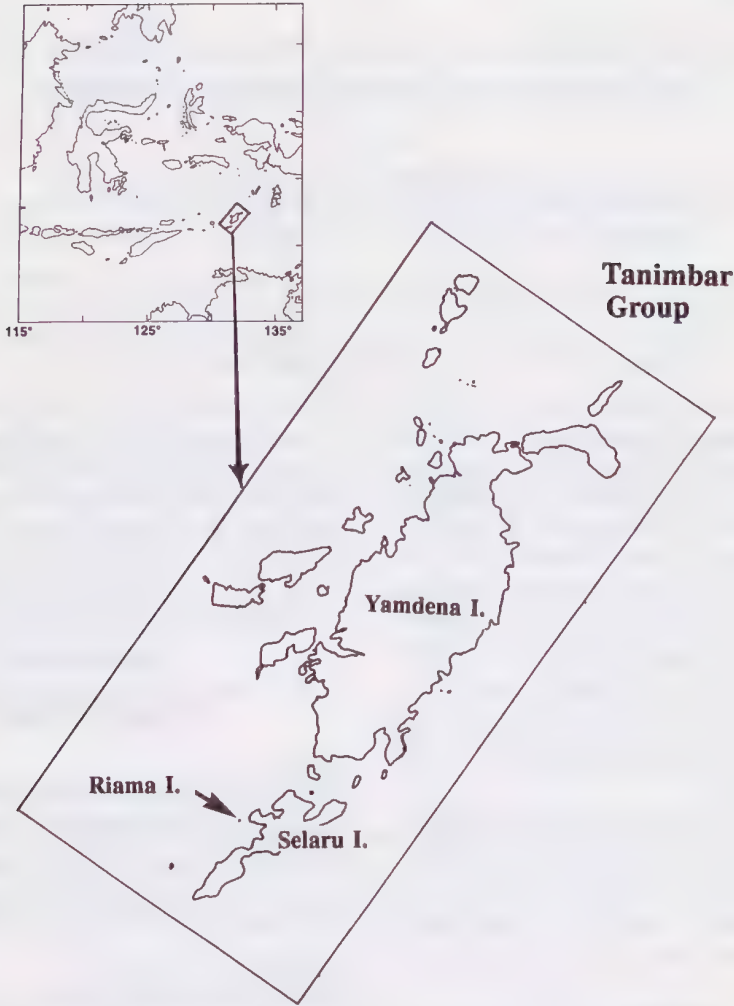 115°
125°
135°
Tanimbar
Group
Yamdena I.
Riama I.
Selaru I.